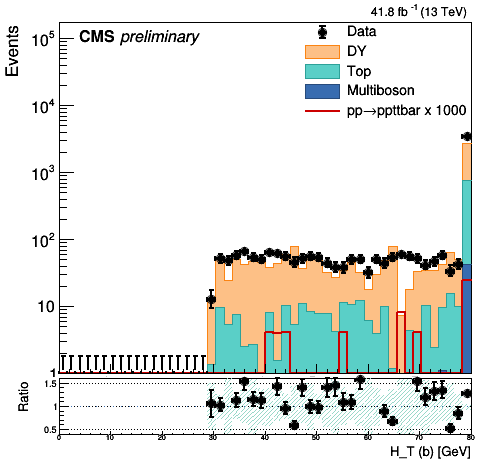 41.8 fb⁻¹ (13 TeV)
CMS preliminary
Data
DY
Top
Multiboson
pp→ppttbar x 1000
Events
10⁵
10⁴
10³
10²
10
1
Ratio
1.5
1
0.5
0 10 20 30 40 50 60 70 80
H_T (b) [GeV]